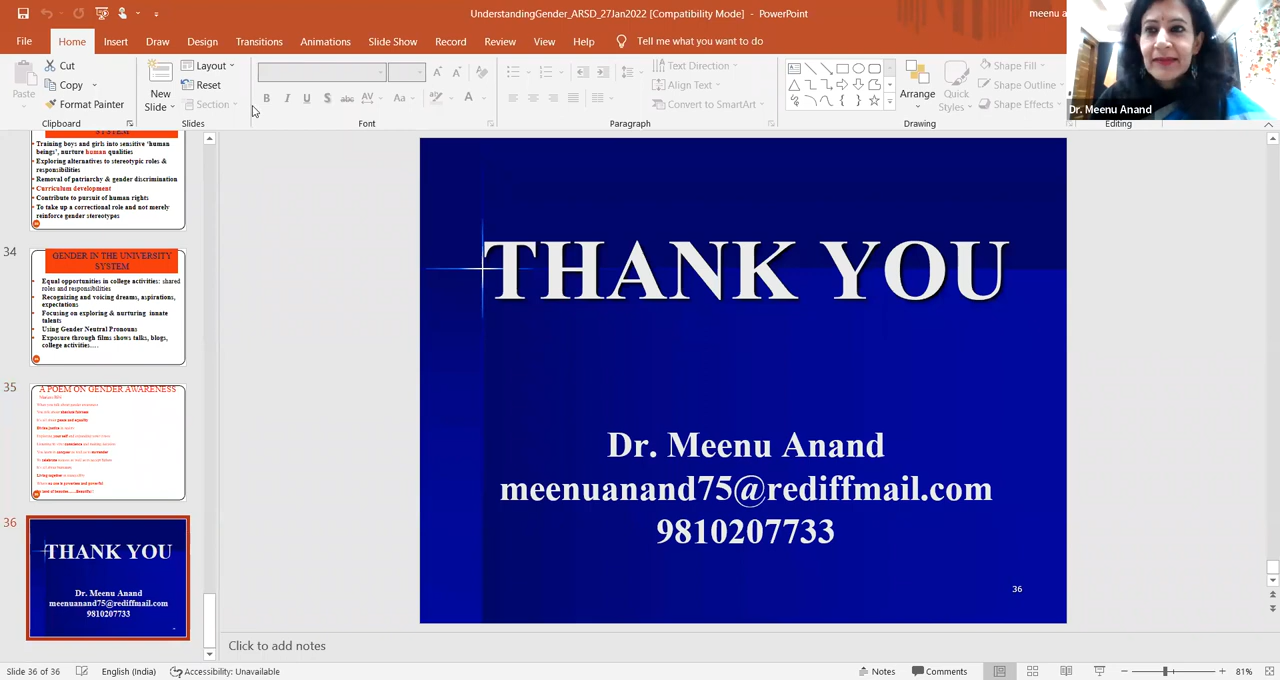 UnderstandingGender_ARSD_27Jan2022 [Compatibility Mode] - PowerPoint
meenu a
File Home Insert Draw Design Transitions Animations Slide Show Record Review View Help Tell me what you want to do
Paste
Cut
Copy
Format Painter
Clipboard
New Slide
Layout
Reset
Section
Slides
B I U S abc AV Aa A
Font
Text Direction
Align Text
Convert to SmartArt
Paragraph
Arrange
Quick Styles
Shape Fill
Shape Outline
Shape Effects
Drawing
Editing
Dr. Meenu Anand
SYSTEM
Training boys and girls into sensitive 'human
beings', nurture human qualities
Exploring alternatives to stereotypic roles &
responsibilities
Removal of patriarchy & gender discrimination
Curriculum development
Contribute to pursuit of human rights
To take up a correctional role and not merely
reinforce gender stereotypes
34
GENDER IN THE UNIVERSITY
SYSTEM
Equal opportunities in college activities: shared
roles and responsibilities
Recognizing and voicing dreams, aspirations,
expectations
Focusing on exploring & nurturing innate
talents
Using Gender Neutral Pronouns
Exposure through films shows talks, blogs,
college activities....
35
A POEM ON GENDER AWARENESS
36
THANK YOU
Dr. Meenu Anand
meenuanand75@rediffmail.com
9810207733
THANK YOU
Dr. Meenu Anand
meenuanand75@rediffmail.com
9810207733
36
Click to add notes
Slide 36 of 36 English (India) Accessibility: Unavailable Notes Comments 81%